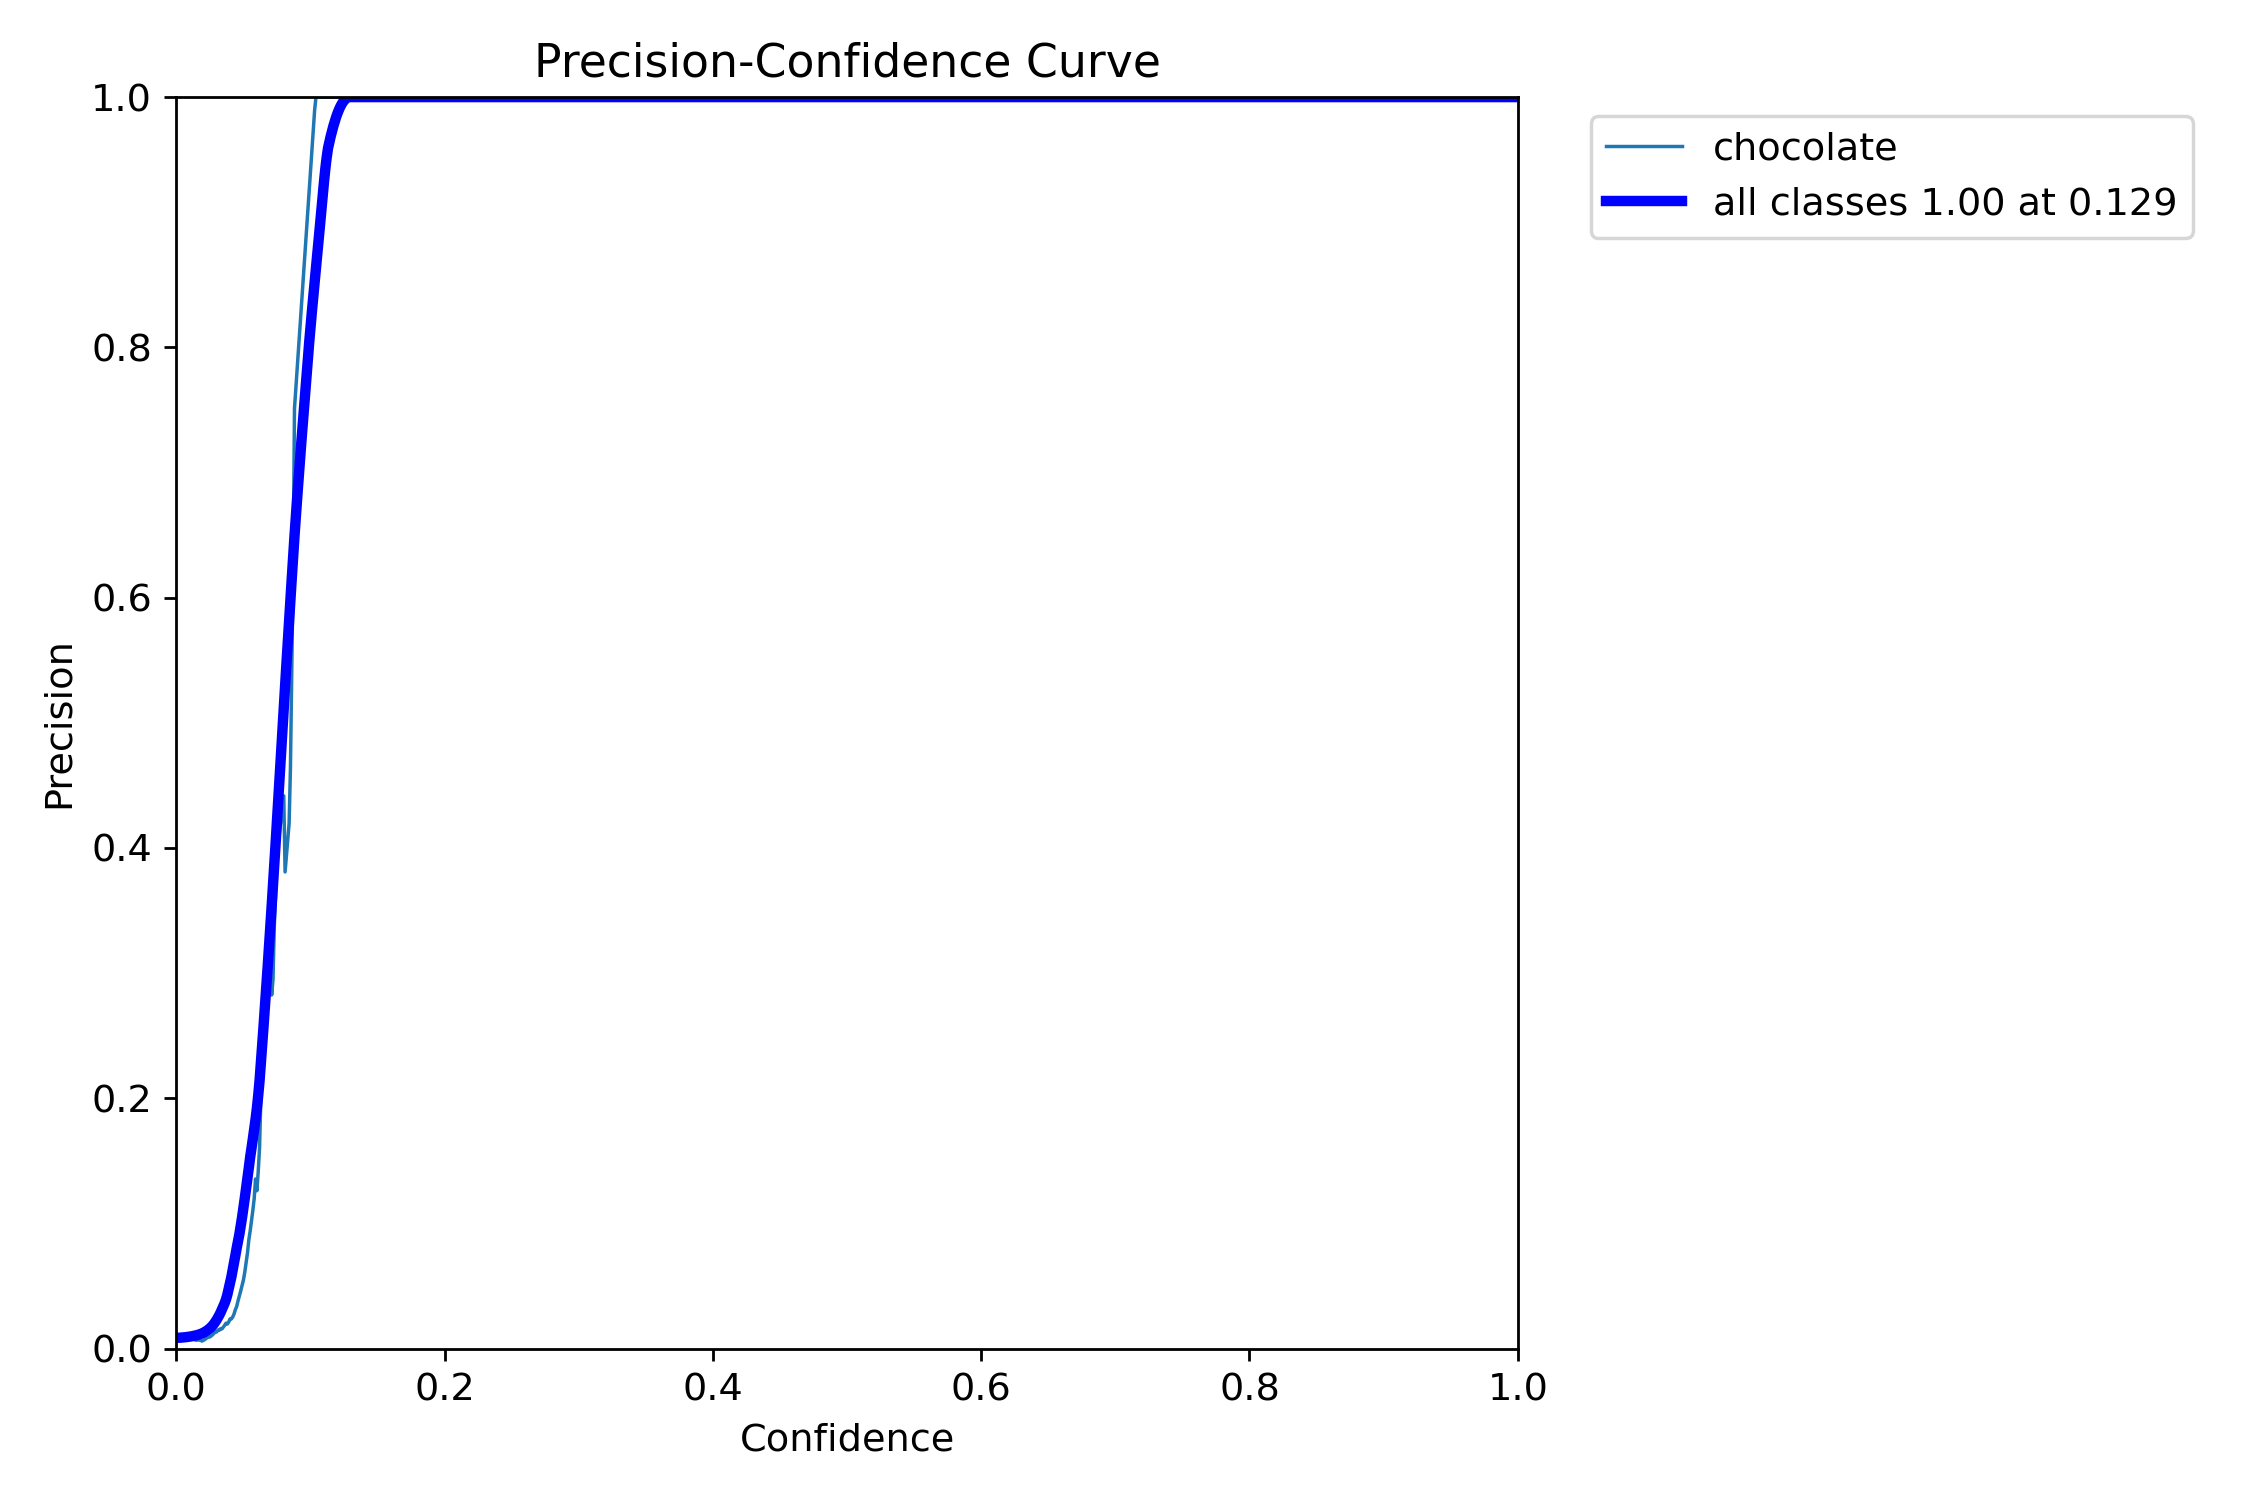 Precision-Confidence Curve
1.0
0.8
0.6
0.4
0.2
0.0
Precision
0.0 0.2 0.4 0.6 0.8 1.0
Confidence
chocolate
all classes 1.00 at 0.129